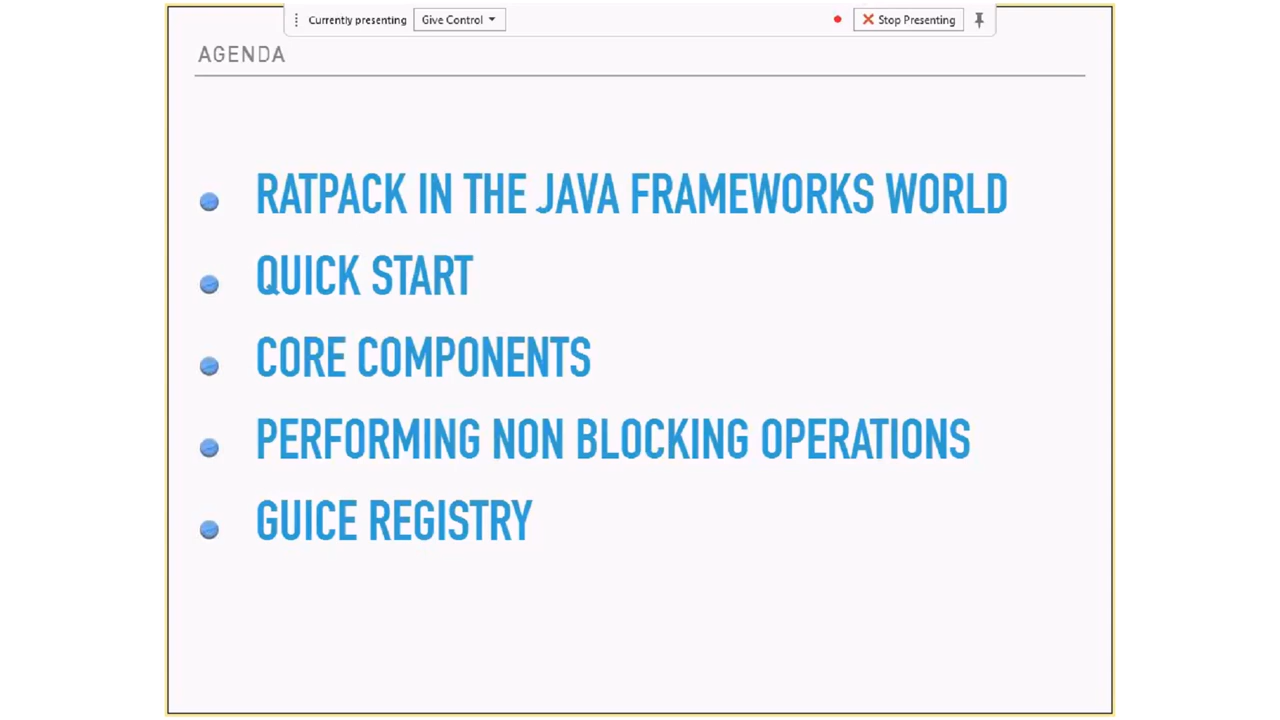 Currently presenting Give Control Stop Presenting
AGENDA
RATPACK IN THE JAVA FRAMEWORKS WORLD
QUICK START
CORE COMPONENTS
PERFORMING NON BLOCKING OPERATIONS
GUICE REGISTRY